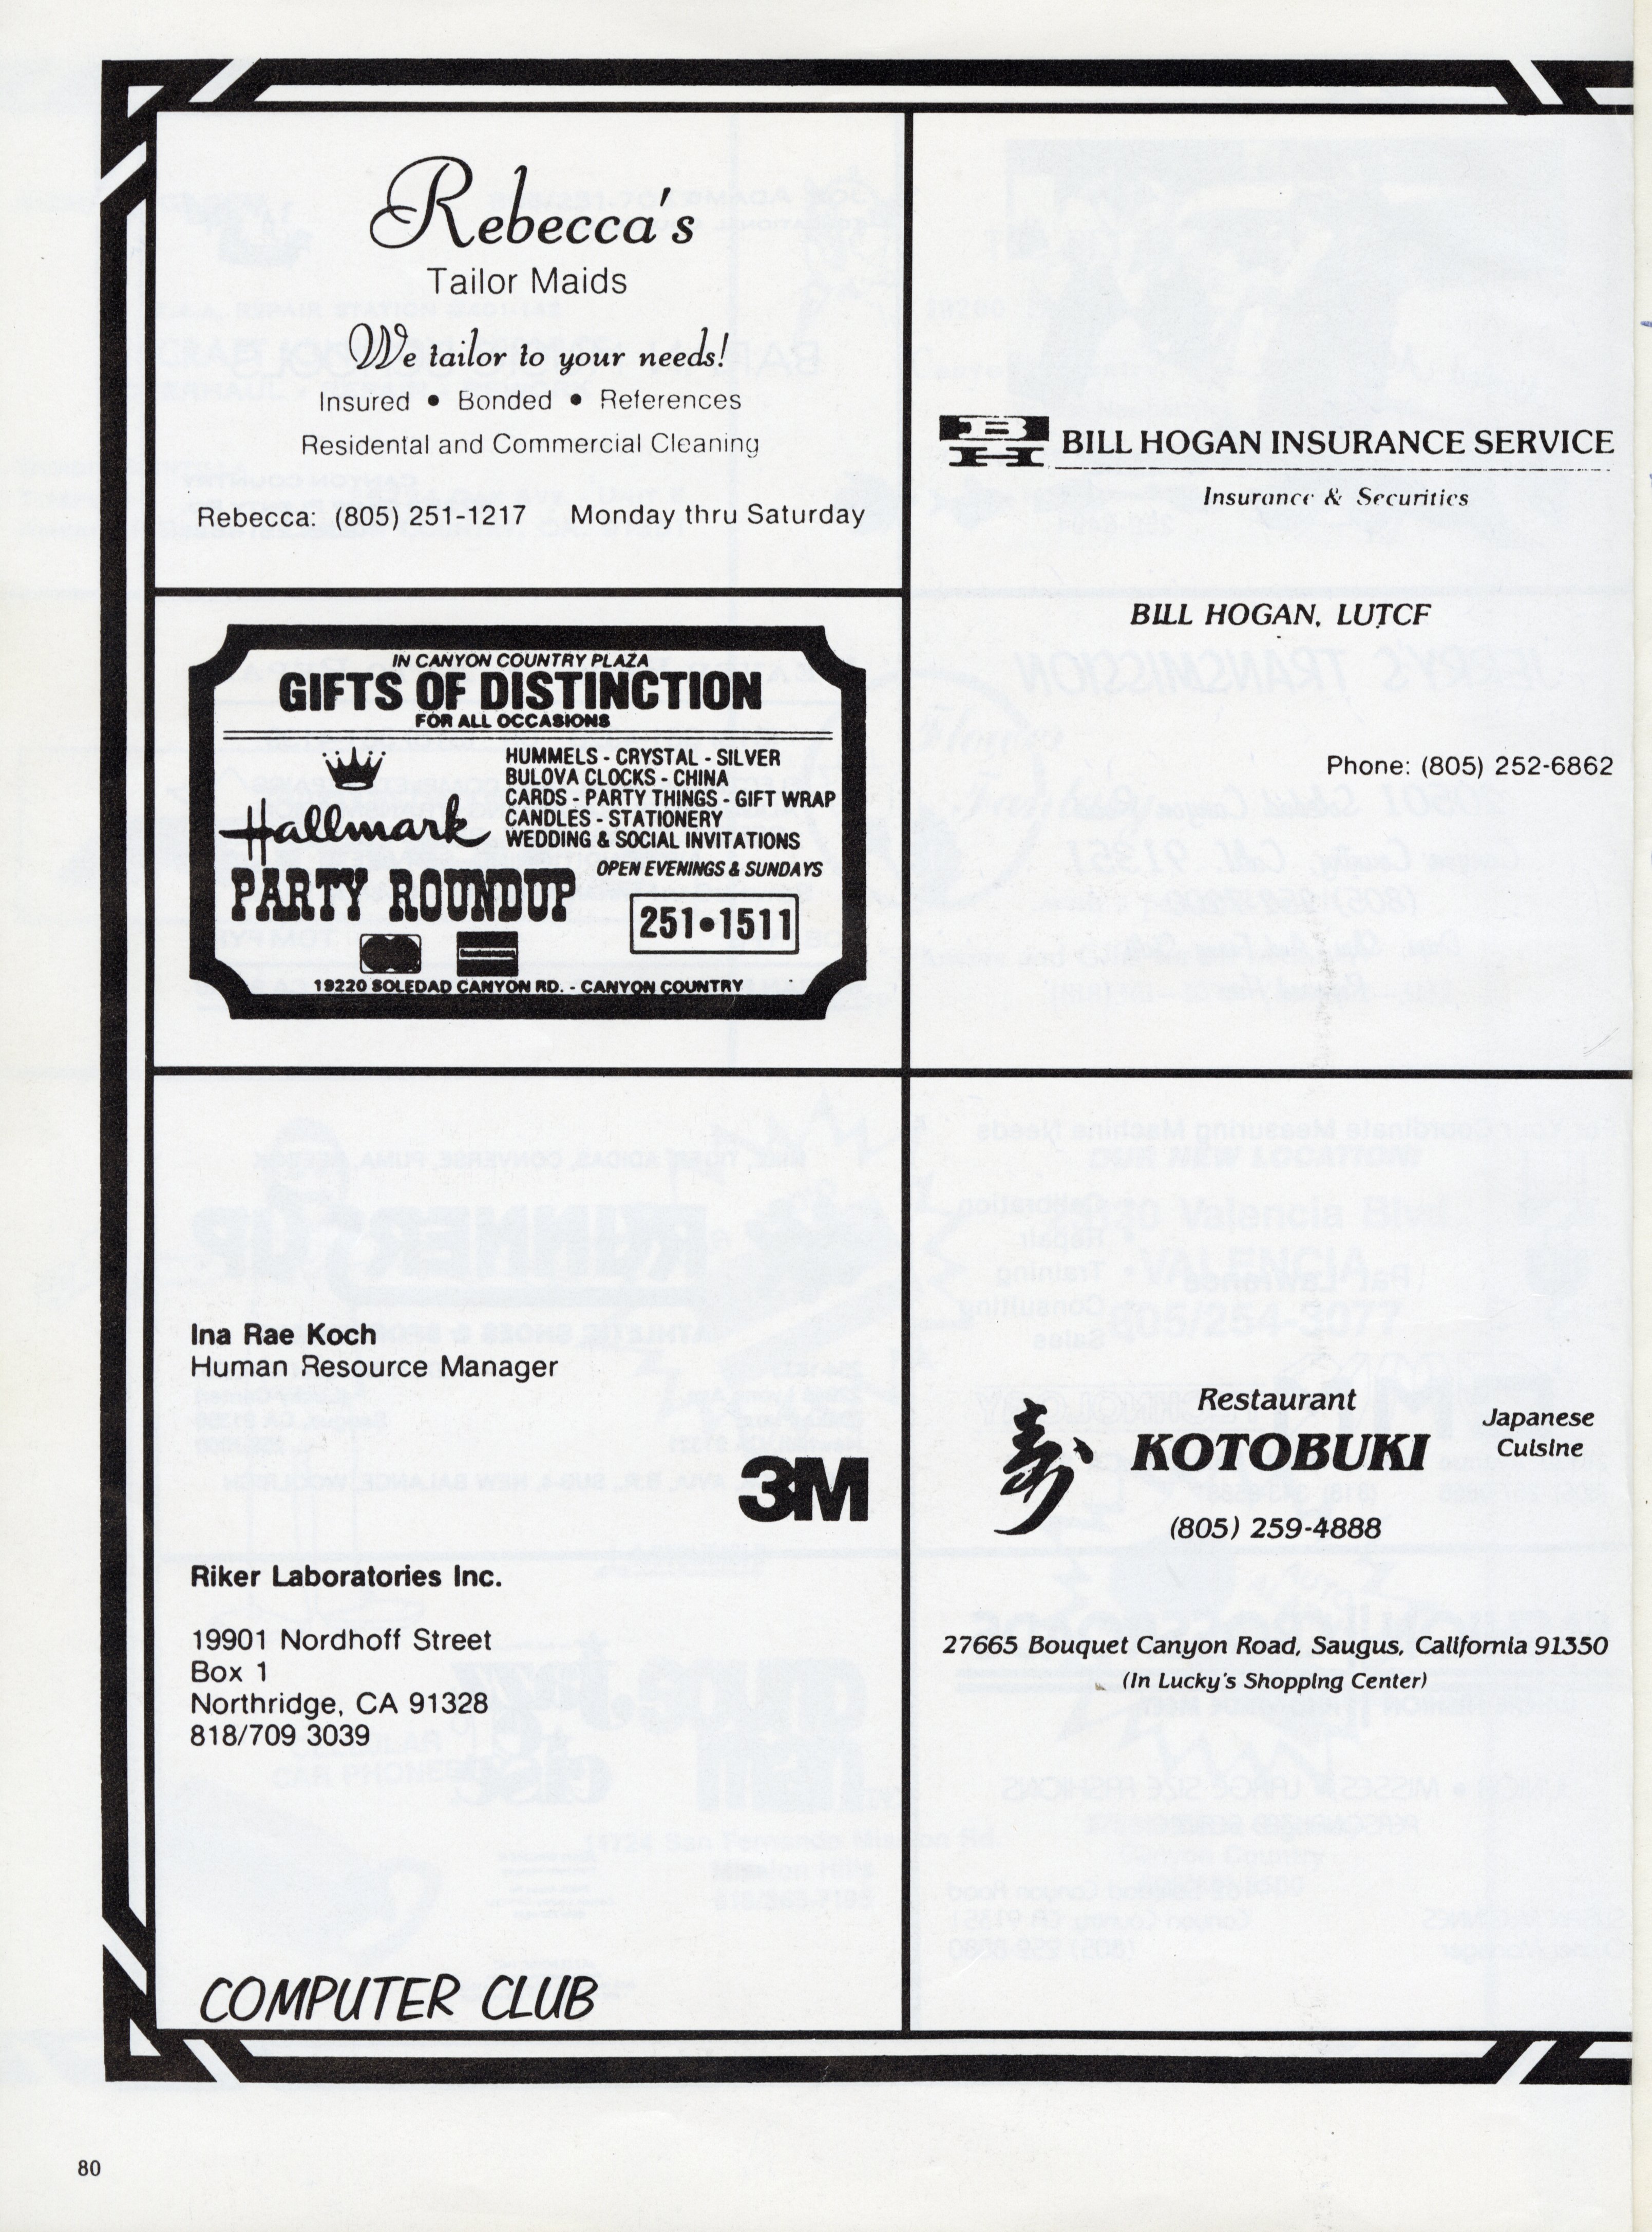 Rebecca's
Tailor Maids
We tailor to your needs!
Insured • Bonded • References
Residental and Commercial Cleaning
Rebecca: (805) 251-1217 Monday thru Saturday
BH BILL HOGAN INSURANCE SERVICE
Insurance & Securities
BILL HOGAN, LUTCF
Phone: (805) 252-6862
IN CANYON COUNTRY PLAZA
GIFTS OF DISTINCTION
FOR ALL OCCASIONS
HUMMELS - CRYSTAL - SILVER
BULOVA CLOCKS - CHINA
CARDS - PARTY THINGS - GIFT WRAP
CANDLES - STATIONERY
WEDDING & SOCIAL INVITATIONS
Hallmark
OPEN EVENINGS & SUNDAYS
PARTY ROUNDUP
251•1511
19220 SOLEDAD CANYON RD. - CANYON COUNTRY
Ina Rae Koch
Human Resource Manager
3M
Riker Laboratories Inc.
19901 Nordhoff Street
Box 1
Northridge, CA 91328
818/709 3039
COMPUTER CLUB
Restaurant
寿 KOTOBUKI
Japanese
Cuisine
(805) 259-4888
27665 Bouquet Canyon Road, Saugus, California 91350
(In Lucky's Shopping Center)
80